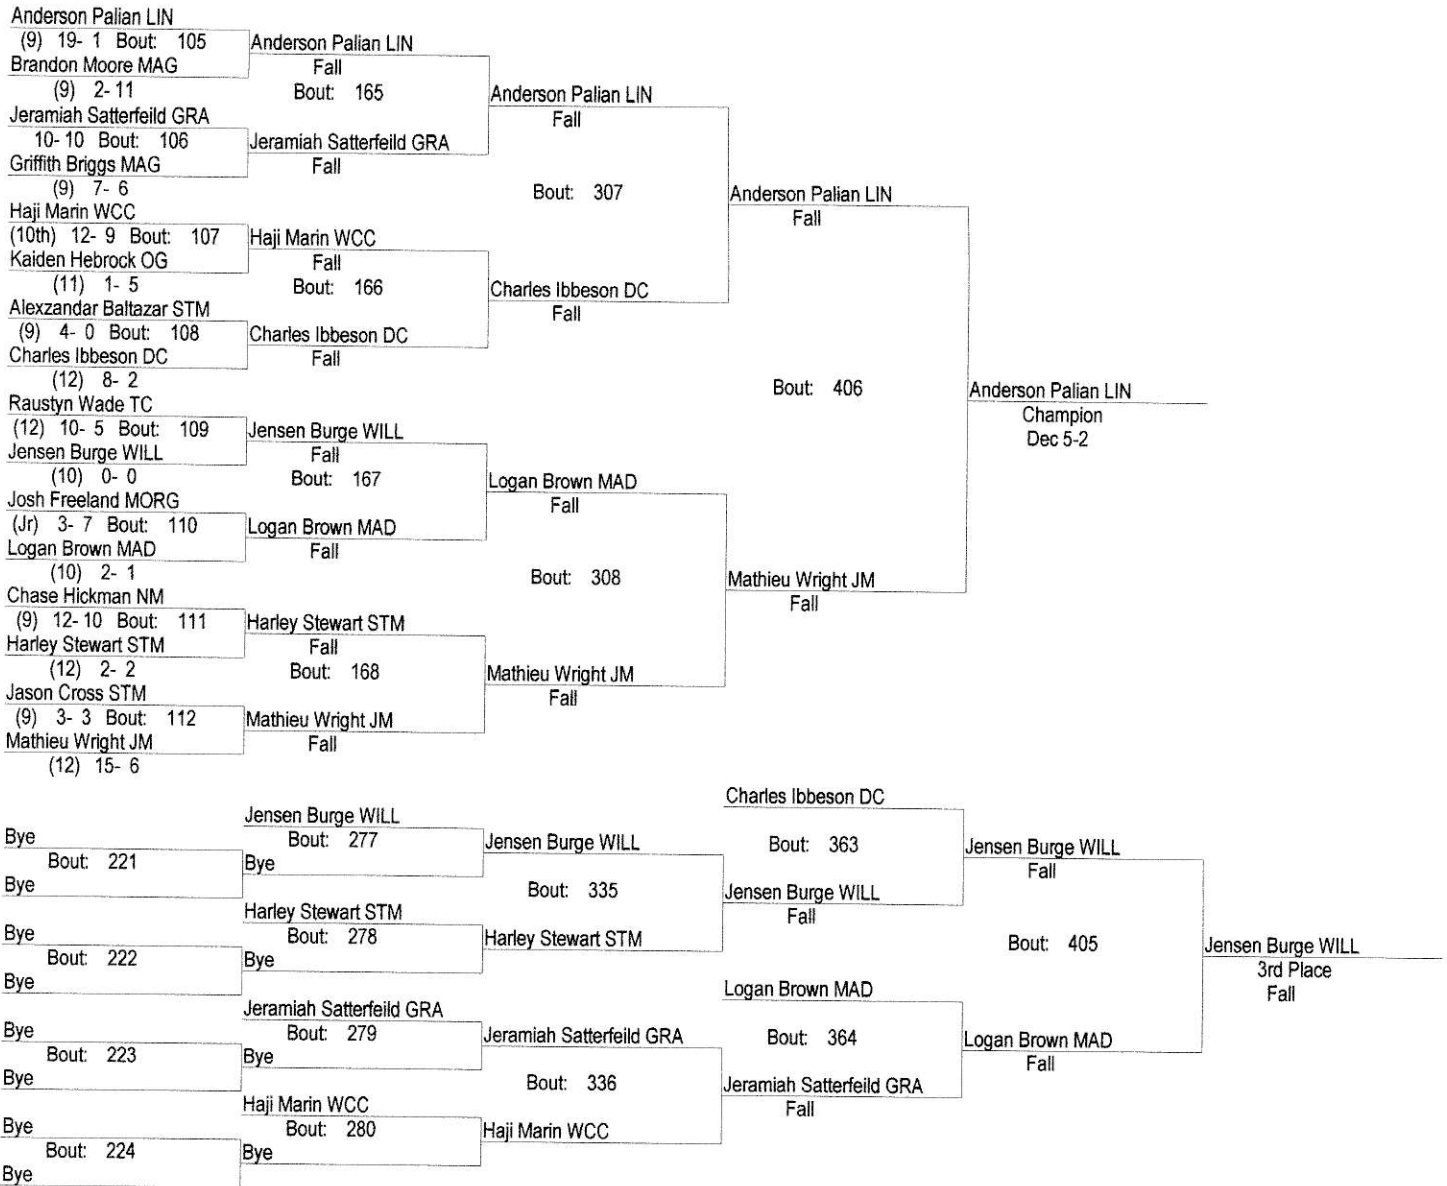 Anderson Palian LIN
(9) 19- 1 Bout: 105
Brandon Moore MAG
(9) 2- 11
Jeramiah Satterfeild GRA
10- 10 Bout: 106
Griffith Briggs MAG
(9) 7- 6
Haji Marin WCC
(10th) 12- 9 Bout: 107
Kaiden Hebrock OG
(11) 1- 5
Alexzandar Baltazar STM
(9) 4- 0 Bout: 108
Charles Ibbeson DC
(12) 8- 2
Raustyn Wade TC
(12) 10- 5 Bout: 109
Jensen Burge WILL
(10) 0- 0
Josh Freeland MORG
(Jr) 3- 7 Bout: 110
Logan Brown MAD
(10) 2- 1
Chase Hickman NM
(9) 12- 10 Bout: 111
Harley Stewart STM
(12) 2- 2
Jason Cross STM
(9) 3- 3 Bout: 112
Mathieu Wright JM
(12) 15- 6
Anderson Palian LIN
Fall
Bout: 165
Jeramiah Satterfeild GRA
Fall
Haji Marin WCC
Fall
Bout: 166
Charles Ibbeson DC
Fall
Jensen Burge WILL
Fall
Bout: 167
Logan Brown MAD
Fall
Harley Stewart STM
Fall
Bout: 168
Mathieu Wright JM
Fall
Anderson Palian LIN
Fall
Bout: 307
Charles Ibbeson DC
Fall
Logan Brown MAD
Fall
Bout: 308
Mathieu Wright JM
Fall
Anderson Palian LIN
Fall
Bout: 406
Mathieu Wright JM
Fall
Anderson Palian LIN
Champion
Dec 5-2
Bye
Bout: 221
Bye
Bye
Bout: 222
Bye
Bye
Bout: 223
Bye
Bye
Bout: 224
Bye
Jensen Burge WILL
Bout: 277
Bye
Harley Stewart STM
Bout: 278
Bye
Jeramiah Satterfeild GRA
Bout: 279
Bye
Haji Marin WCC
Bout: 280
Bye
Jensen Burge WILL
Bout: 335
Harley Stewart STM
Jeramiah Satterfeild GRA
Bout: 336
Haji Marin WCC
Charles Ibbeson DC
Bout: 363
Jensen Burge WILL
Fall
Logan Brown MAD
Bout: 364
Jeramiah Satterfeild GRA
Fall
Jensen Burge WILL
Fall
Bout: 405
Logan Brown MAD
Fall
Jensen Burge WILL
3rd Place
Fall